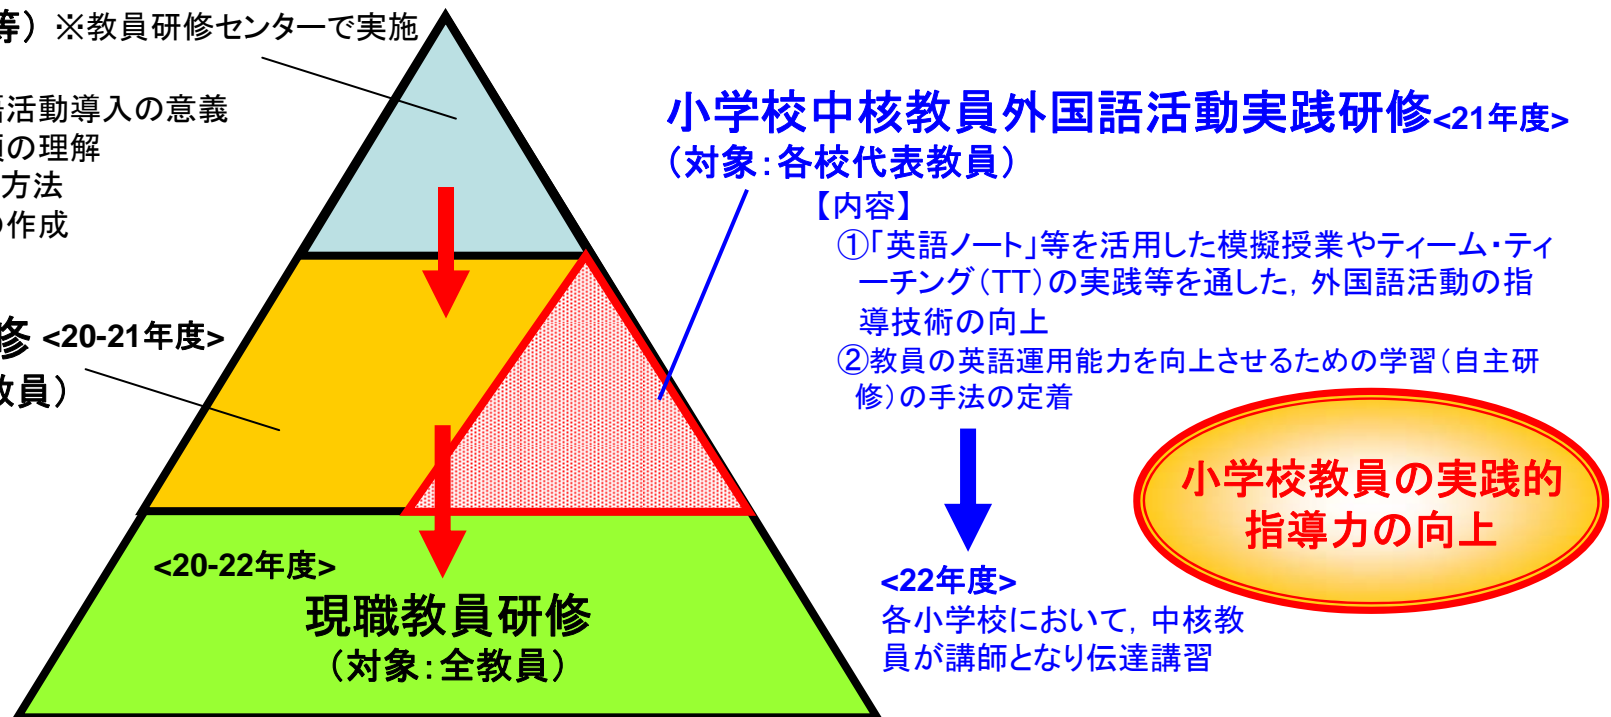 等）※教員研修センターで実施
語活動導入の意義
の理解
方法
の作成
修 <20-21年度>
教員）
小学校中核教員外国語活動実践研修<21年度>
（対象：各校代表教員）
【内容】
①「英語ノート」等を活用した模擬授業やティーム・ティ
ーチング（TT）の実践等を通した，外国語活動の指
導技術の向上
②教員の英語運用能力を向上させるための学習（自主研
修）の手法の定着
小学校教員の実践的
指導力の向上
<20-22年度>
現職教員研修
（対象：全教員）
<22年度>
各小学校において，中核教
員が講師となり伝達講習